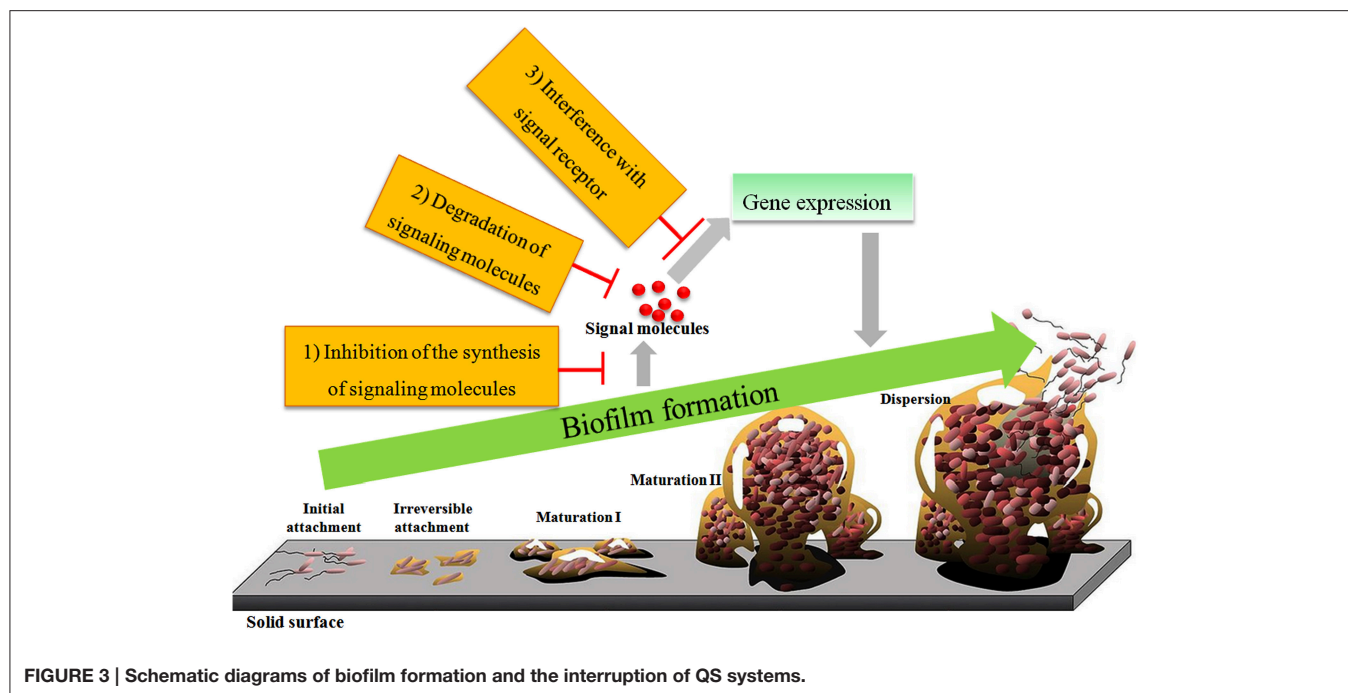 3) Interference with
signal receptor
2) Degradation of
signaling molecules
Gene expression
Signal molecules
1) Inhibition of the synthesis
of signaling molecules
Biofilm formation
Dispersion
Maturation II
Initial
attachment
Irreversible
attachment
Maturation I
Solid surface
FIGURE 3 | Schematic diagrams of biofilm formation and the interruption of QS systems.